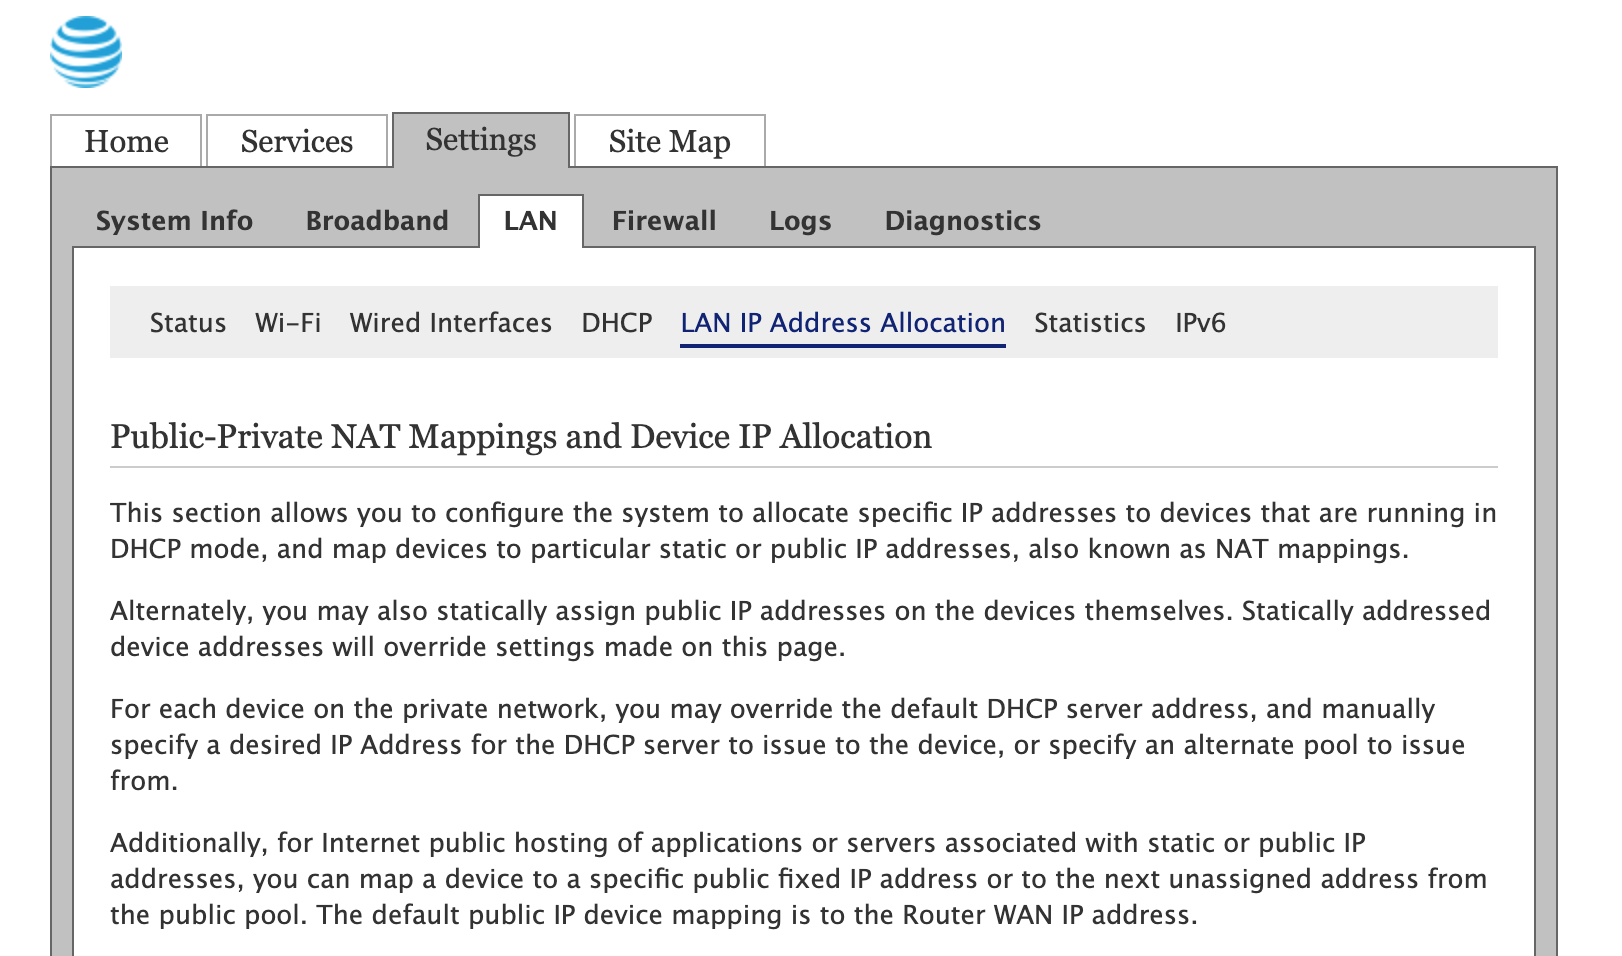 Home Services Settings Site Map
System Info Broadband LAN Firewall Logs Diagnostics
Status Wi-Fi Wired Interfaces DHCP LAN IP Address Allocation Statistics IPv6
Public-Private NAT Mappings and Device IP Allocation
This section allows you to configure the system to allocate specific IP addresses to devices that are running in
DHCP mode, and map devices to particular static or public IP addresses, also known as NAT mappings.
Alternately, you may also statically assign public IP addresses on the devices themselves. Statically addressed
device addresses will override settings made on this page.
For each device on the private network, you may override the default DHCP server address, and manually
specify a desired IP Address for the DHCP server to issue to the device, or specify an alternate pool to issue
from.
Additionally, for Internet public hosting of applications or servers associated with static or public IP
addresses, you can map a device to a specific public fixed IP address or to the next unassigned address from
the public pool. The default public IP device mapping is to the Router WAN IP address.